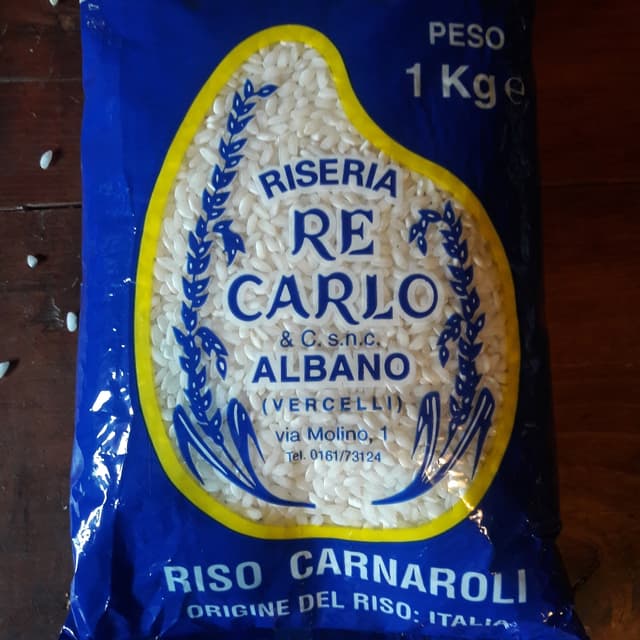 PESO
1 Kg e
RISERIA
RE
CARLO
& C. s.n.c.
ALBANO
(VERCELLI)
via Molino, 1
Tel. 0161/73124
RISO CARNAROLI
ORIGINE DEL RISO: ITALIA